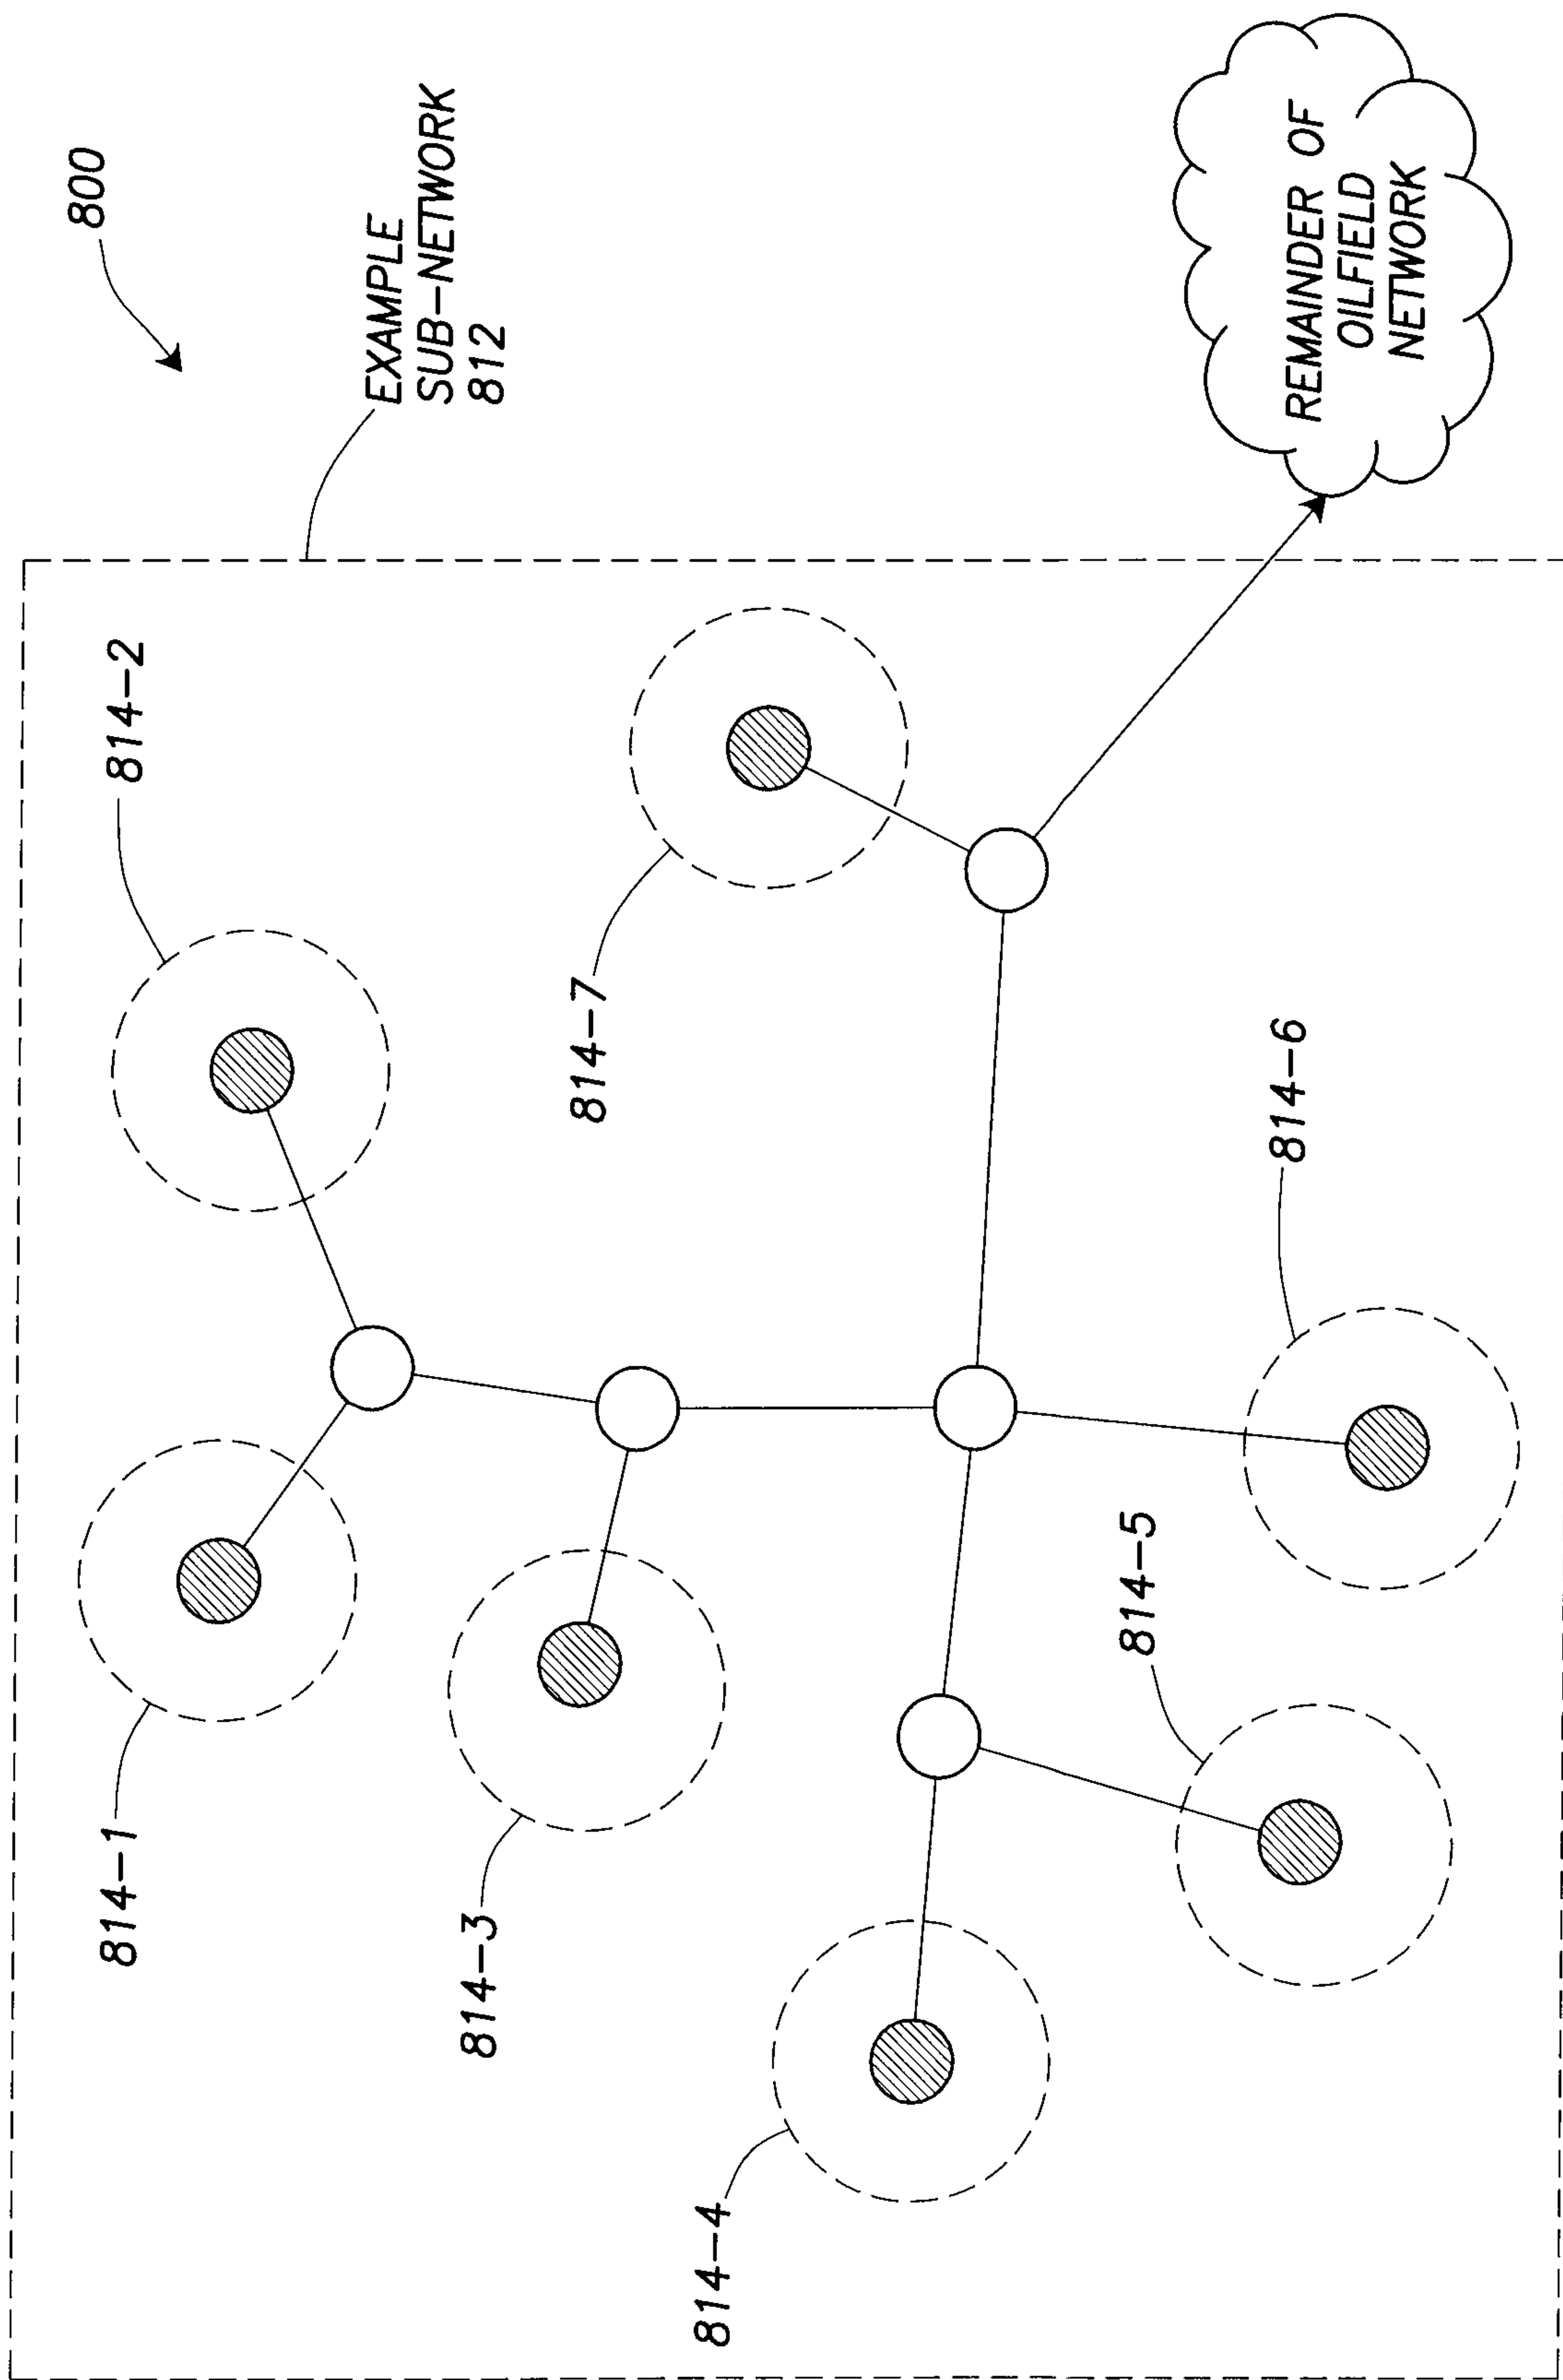 800
EXAMPLE
SUB-NETWORK
812
814-1
814-2
814-3
814-7
814-4
814-5
814-6
REMAINDER OF
OILFIELD
NETWORK